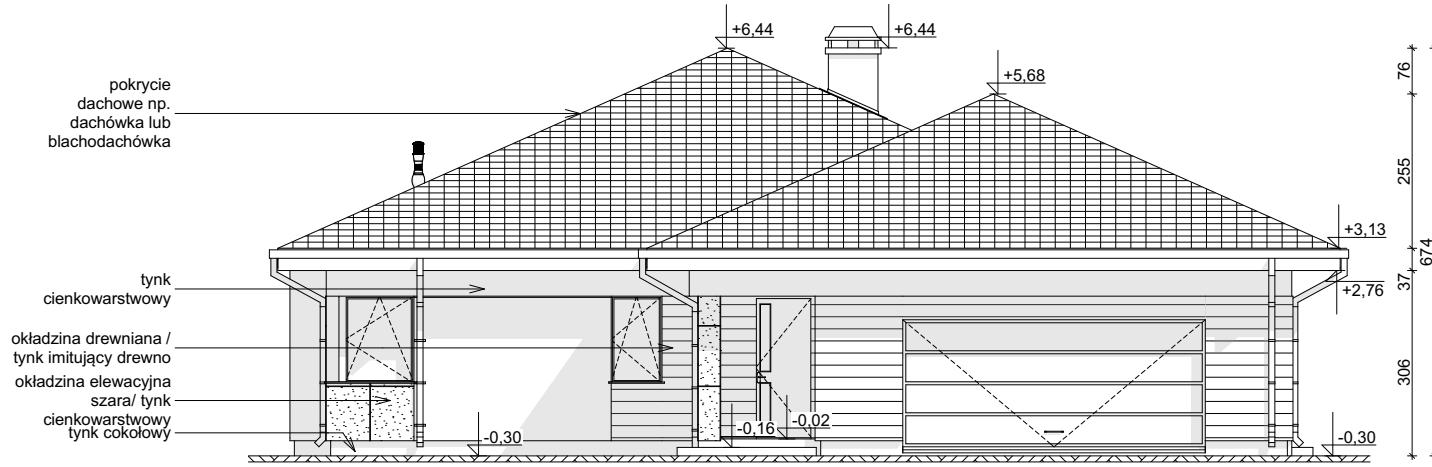 +6,44
+6,44
+5,68
pokrycie
dachowe np.
dachówka lub
blachodachówka
+3,13
+2,76
tynk
cienkowarstwowy
okładzina drewniana /
tynk imitujący drewno
okładzina elewacyjna
szara/ tynk
cienkowarstwowy
tynk cokołowy
-0,30
-0,16
-0,02
-0,30
76
255
37
306
674